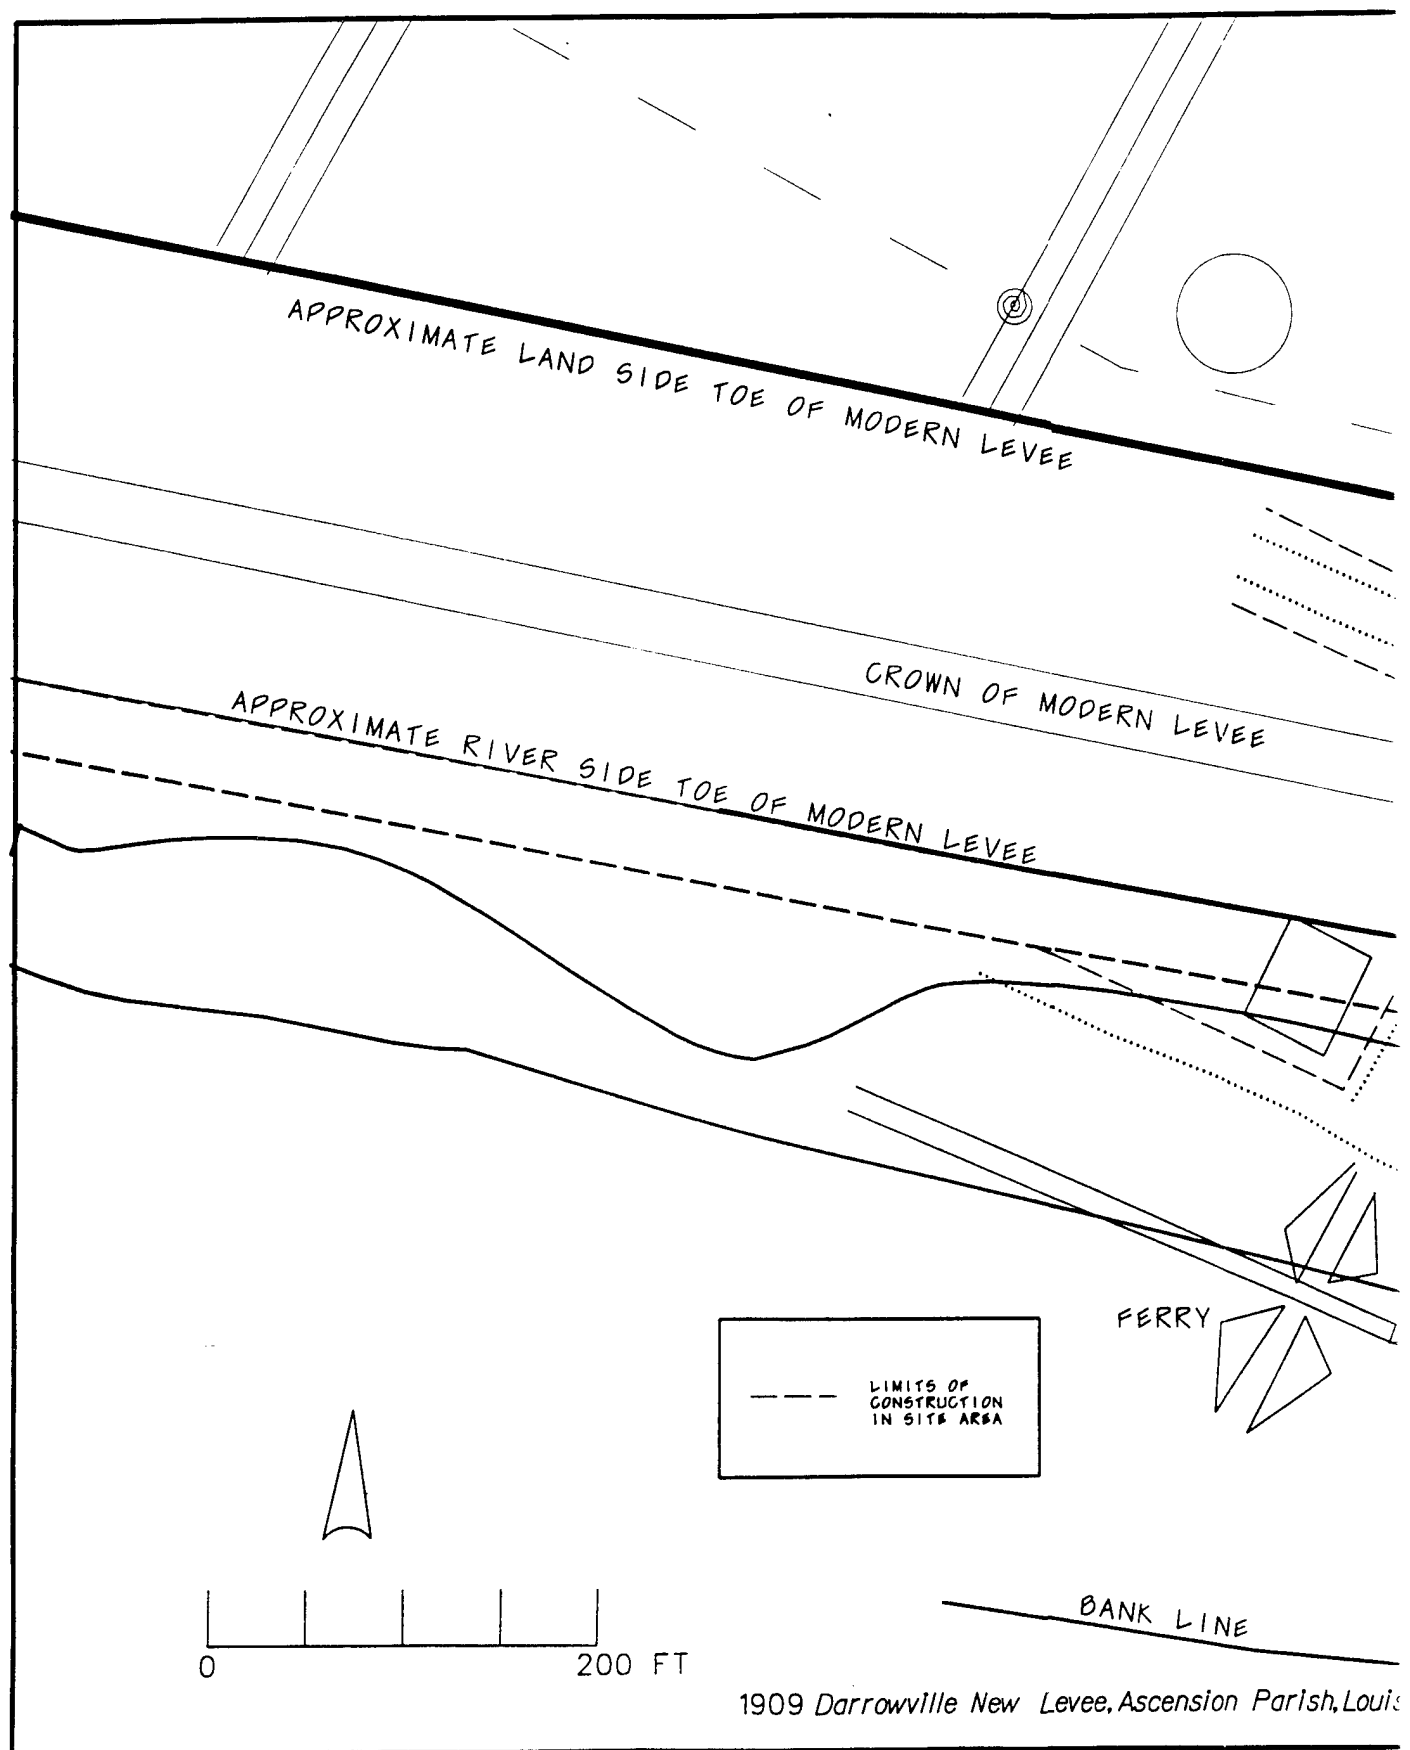 APPROXIMATE LAND SIDE TOE OF MODERN LEVEE
CROWN OF MODERN LEVEE
APPROXIMATE RIVER SIDE TOE OF MODERN LEVEE
FERRY
LIMITS OF
CONSTRUCTION
IN SITE AREA
BANK LINE
0 200 FT
1909 Darrowville New Levee, Ascension Parish, Louis